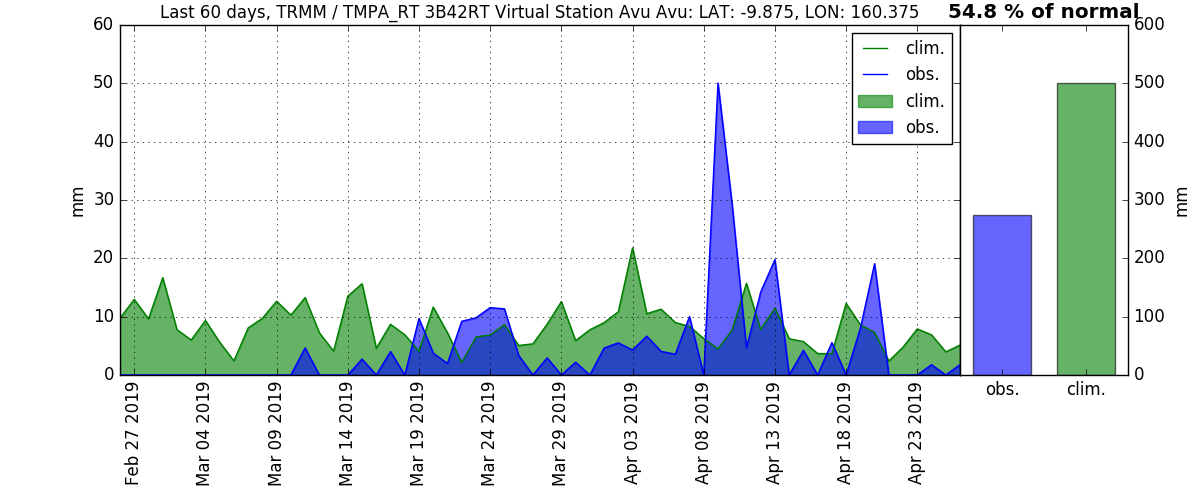 Last 60 days, TRMM / TMPA_RT 3B42RT Virtual Station Avu Avu: LAT: -9.875, LON: 160.375
54.8 % of normal
60
50
40
30
20
10
0
mm
clim.
obs.
clim.
obs.
600
500
400
300
200
100
0
mm
Feb 27 2019
Mar 04 2019
Mar 09 2019
Mar 14 2019
Mar 19 2019
Mar 24 2019
Mar 29 2019
Apr 03 2019
Apr 08 2019
Apr 13 2019
Apr 18 2019
Apr 23 2019
obs.
clim.